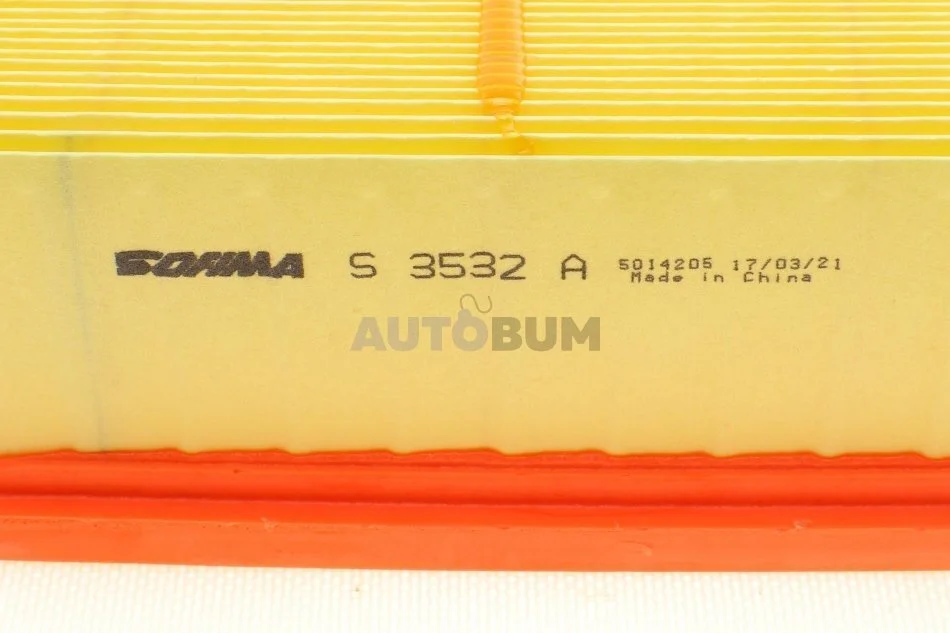 SOFIMA S 3532 A 5014205 17/03/21
Made in China
AUTOBUM